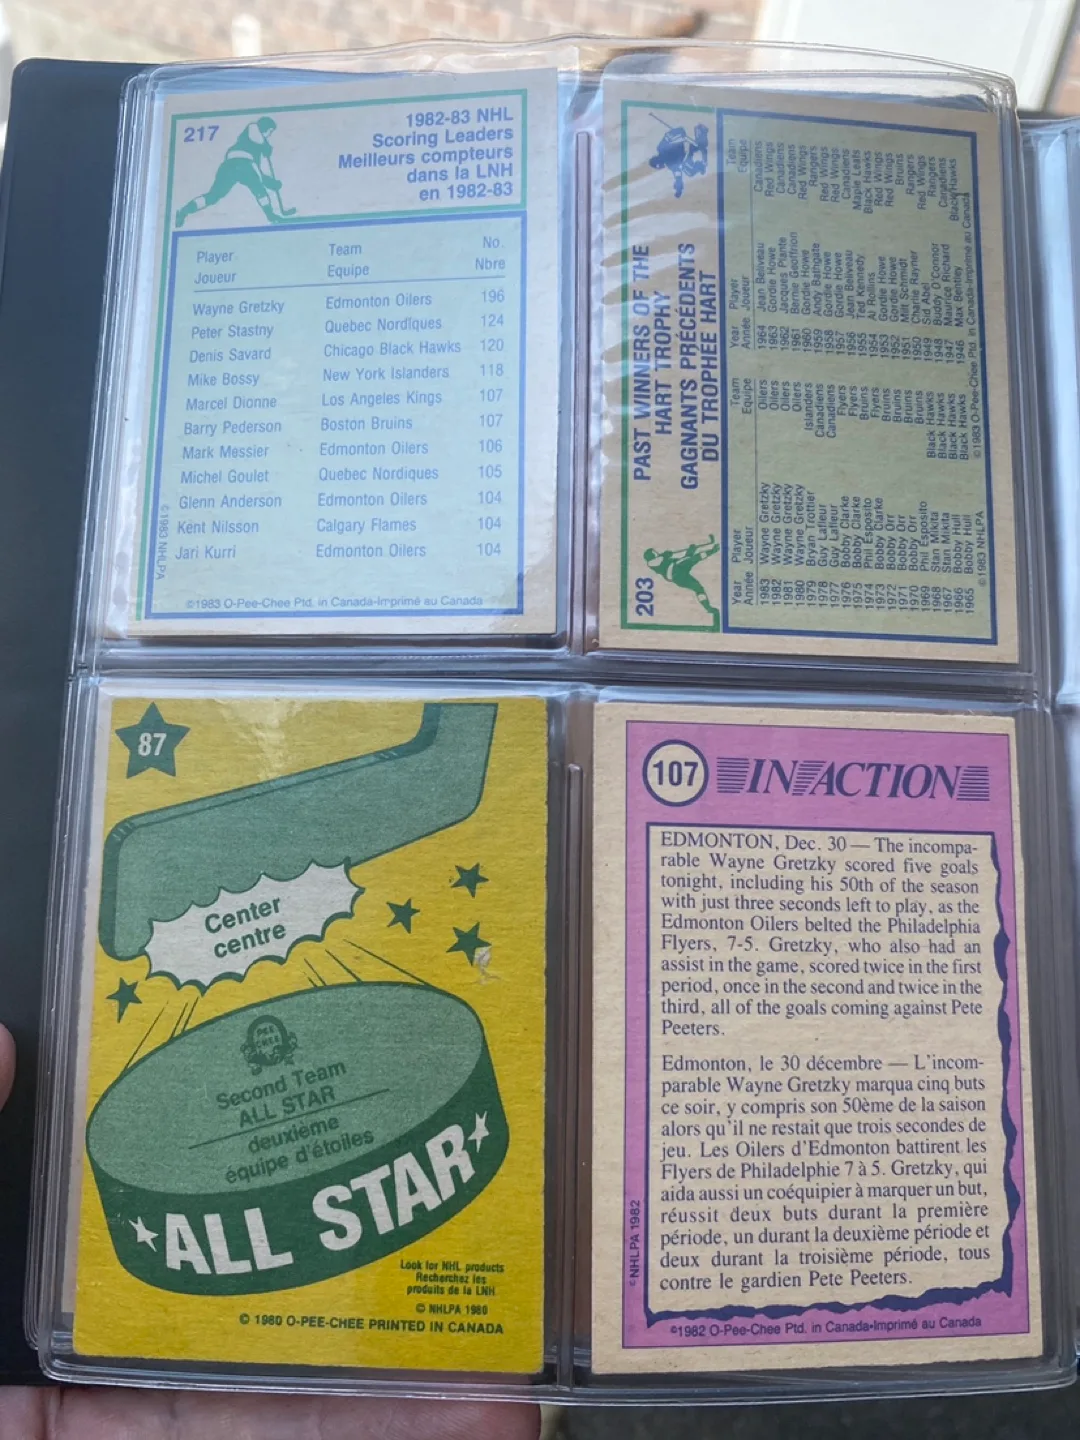 217
1982-83 NHL
Scoring Leaders
Meilleurs compteurs
dans la LNH
en 1982-83
Player Team No.
Joueur Equipe Nbre
Wayne Gretzky Edmonton Oilers 196
Peter Stastny Quebec Nordiques 124
Denis Savard Chicago Black Hawks 120
Mike Bossy New York Islanders 118
Marcel Dionne Los Angeles Kings 107
Barry Pederson Boston Bruins 107
Mark Messier Edmonton Oilers 106
Michel Goulet Quebec Nordiques 105
Glenn Anderson Edmonton Oilers 104
Kent Nilsson Calgary Flames 104
Jari Kurri Edmonton Oilers 104
©1983 NHLPA
©1983 O-Pee-Chee Ptd. in Canada-Imprimé au Canada
203
PAST WINNERS OF THE
HART TROPHY
GAGNANTS PRÉCÉDENTS
DU TROPHÉE HART
Year Player Team
Année Joueur Equipe
1983 Wayne Gretzky Oilers
1982 Wayne Gretzky Oilers
1981 Wayne Gretzky Oilers
1980 Wayne Gretzky Oilers
1979 Bryan Trottier Islanders
1978 Guy Lafleur Canadiens
1977 Guy Lafleur Canadiens
1976 Bobby Clarke Flyers
1975 Bobby Clarke Flyers
1974 Phil Esposito Bruins
1973 Bobby Clarke Flyers
1972 Bobby Orr Bruins
1971 Bobby Orr Bruins
1970 Bobby Orr Bruins
1969 Phil Esposito Bruins
1968 Stan Mikita Black Hawks
1967 Stan Mikita Black Hawks
1966 Bobby Hull Black Hawks
1965 Bobby Hull Black Hawks
Year Player Team
Année Joueur Equipe
1964 Jean Beliveau Canadiens
1963 Gordie Howe Red Wings
1962 Jacques Plante Canadiens
1961 Bernie Geoffrion Canadiens
1960 Gordie Howe Red Wings
1959 Andy Bathgate Rangers
1958 Gordie Howe Red Wings
1957 Gordie Howe Red Wings
1956 Jean Beliveau Canadiens
1955 Ted Kennedy Maple Leafs
1954 Al Rollins Black Hawks
1953 Gordie Howe Red Wings
1952 Gordie Howe Red Wings
1951 Milt Schmidt Bruins
1950 Charlie Rayner Rangers
1949 Sid Abel Red Wings
1948 Buddy O'Connor Rangers
1947 Maurice Richard Canadiens
1946 Max Bentley Black Hawks
©1983 NHLPA ©1983 O-Pee-Chee Ptd. in Canada-Imprimé au Canada
87
Center
centre
PEE
CHEE
Second Team
ALL STAR
deuxième
équipe d'étoiles
ALL STAR
Look for NHL products
Recherchez les
produits de la LNH
© NHLPA 1980
© 1980 O-PEE-CHEE PRINTED IN CANADA
107 IN ACTION
EDMONTON, Dec. 30 — The incompa-
rable Wayne Gretzky scored five goals
tonight, including his 50th of the season
with just three seconds left to play, as the
Edmonton Oilers belted the Philadelphia
Flyers, 7-5. Gretzky, who also had an
assist in the game, scored twice in the first
period, once in the second and twice in the
third, all of the goals coming against Pete
Peeters.
Edmonton, le 30 décembre — L'incom-
parable Wayne Gretzky marqua cinq buts
ce soir, y compris son 50ème de la saison
alors qu'il ne restait que trois secondes de
jeu. Les Oilers d'Edmonton battirent les
Flyers de Philadelphie 7 à 5. Gretzky, qui
aida aussi un coéquipier à marquer un but,
réussit deux buts durant la première
période, un durant la deuxième période et
deux durant la troisième période, tous
contre le gardien Pete Peeters.
©NHLPA 1982
©1982 O-Pee-Chee Ptd. in Canada•Imprimé au Canada